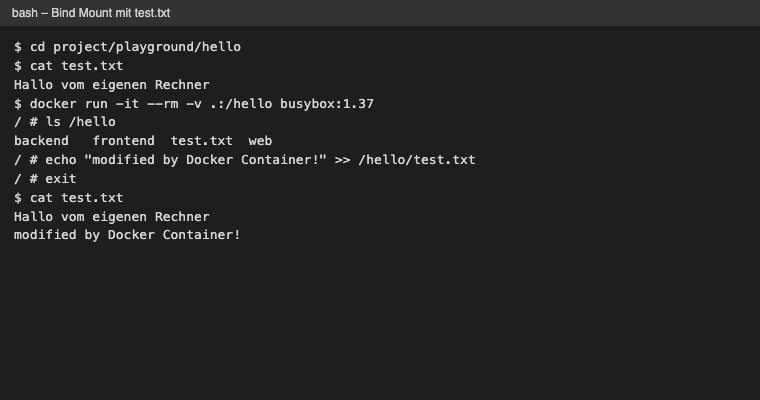 bash – Bind Mount mit test.txt
$ cd project/playground/hello
$ cat test.txt
Hallo vom eigenen Rechner
$ docker run -it --rm -v .:/hello busybox:1.37
/ # ls /hello
backend   frontend  test.txt  web
/ # echo "modified by Docker Container!" >> /hello/test.txt
/ # exit
$ cat test.txt
Hallo vom eigenen Rechner
modified by Docker Container!